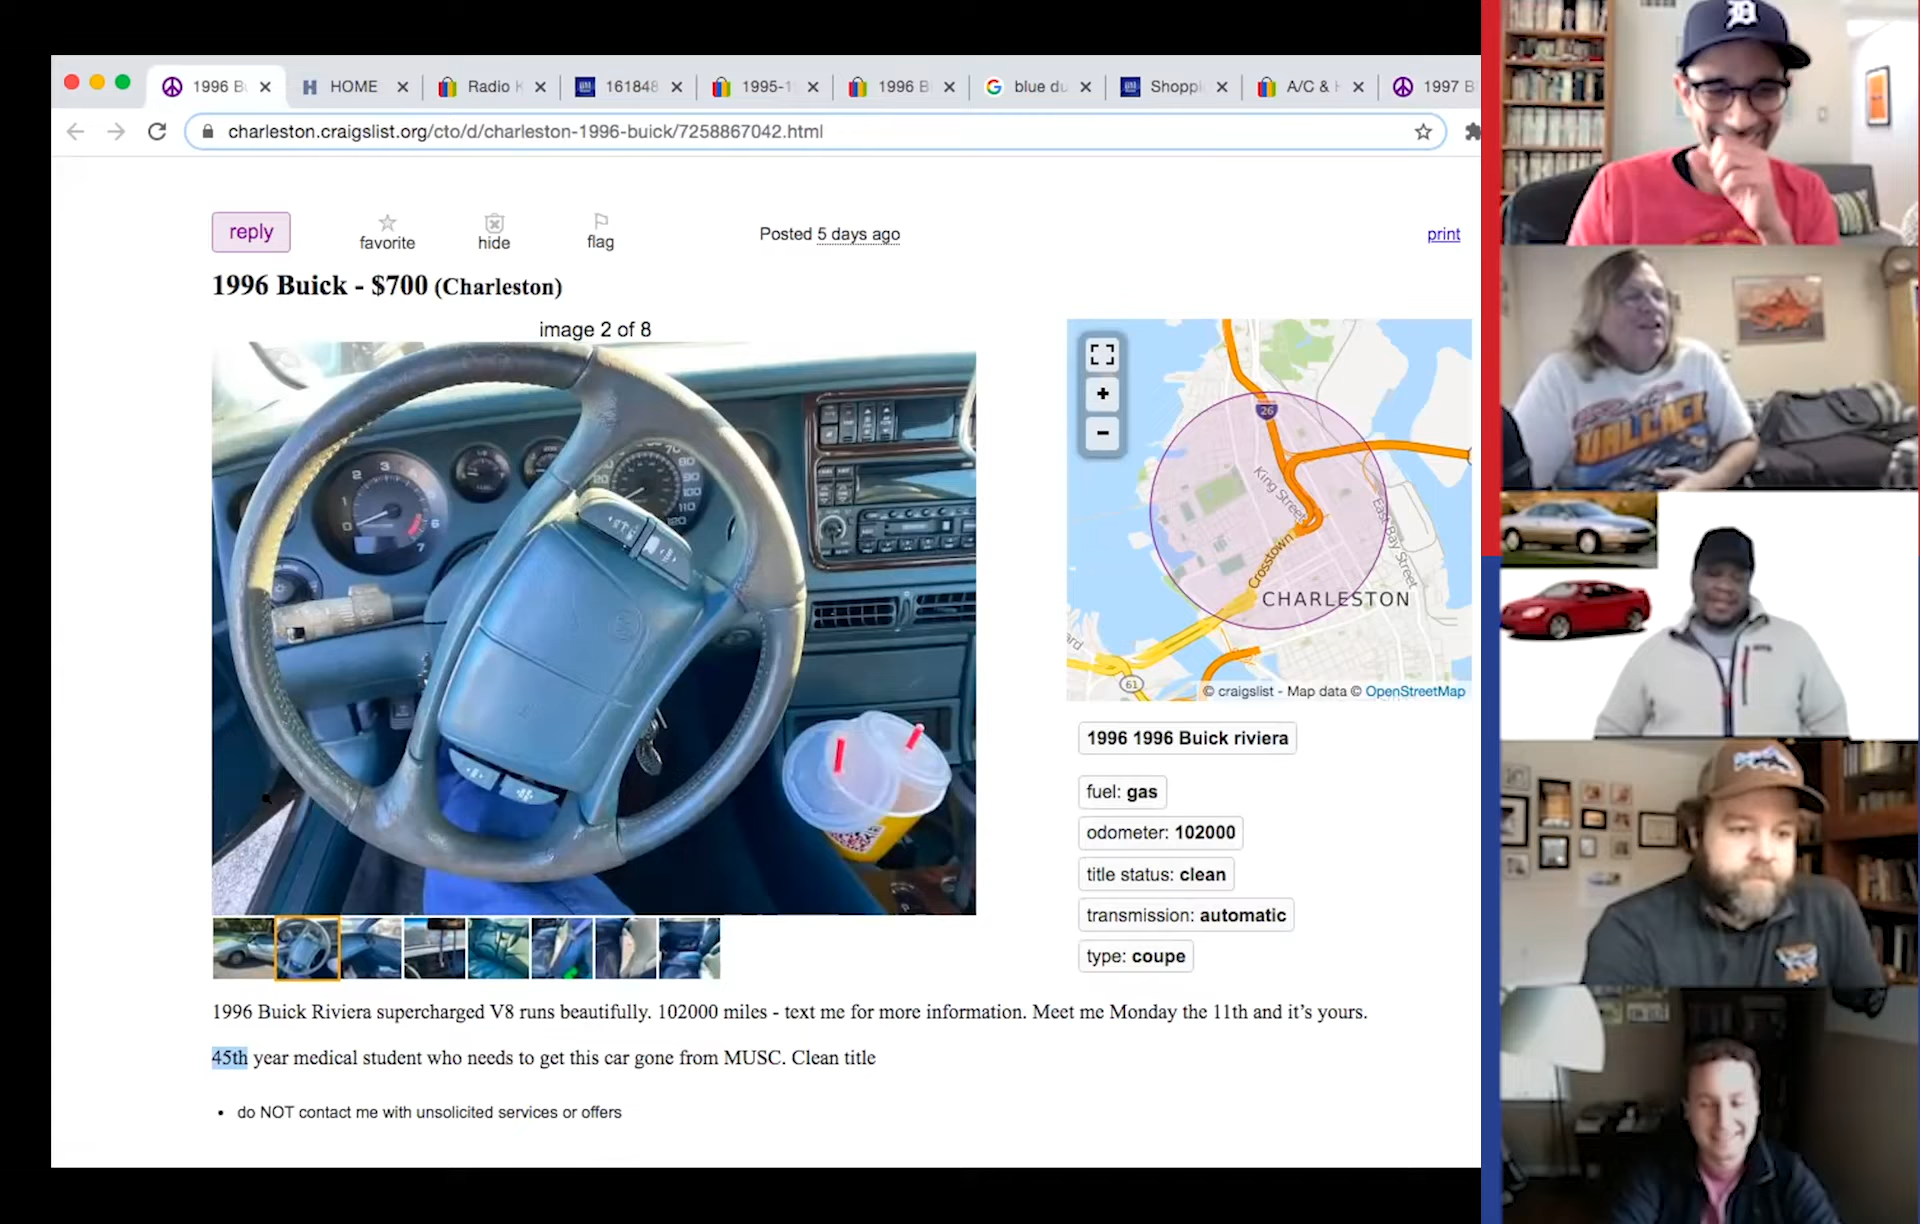 1996 B
HOME
Radio K
161848
1995-1
1996 B
blue du
Shoppi
A/C & H
1997 B
charleston.craigslist.org/cto/d/charleston-1996-buick/7258867042.html
reply
favorite
hide
flag
Posted 5 days ago
print
1996 Buick - $700 (Charleston)
image 2 of 8
26
King Street
East Bay Street
Crosstown
CHARLESTON
61
© craigslist - Map data © OpenStreetMap
1996 1996 Buick riviera
fuel: gas
odometer: 102000
title status: clean
transmission: automatic
type: coupe
1996 Buick Riviera supercharged V8 runs beautifully. 102000 miles - text me for more information. Meet me Monday the 11th and it's yours.
45th year medical student who needs to get this car gone from MUSC. Clean title
• do NOT contact me with unsolicited services or offers
WALLACE